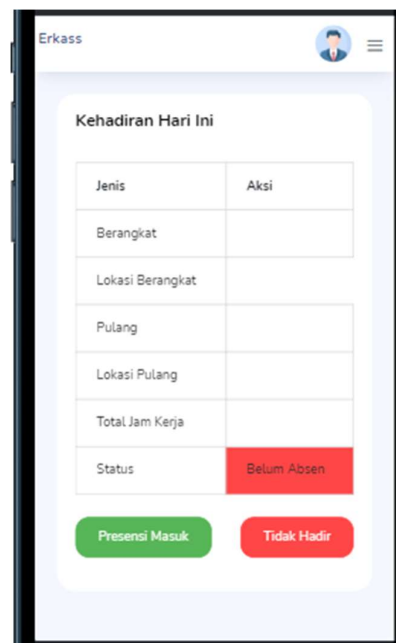 Erkass
Kehadiran Hari Ini
Jenis Aksi
Berangkat
Lokasi Berangkat
Pulang
Lokasi Pulang
Total Jam Kerja
Status Belum Absen
Presensi Masuk Tidak Hadir